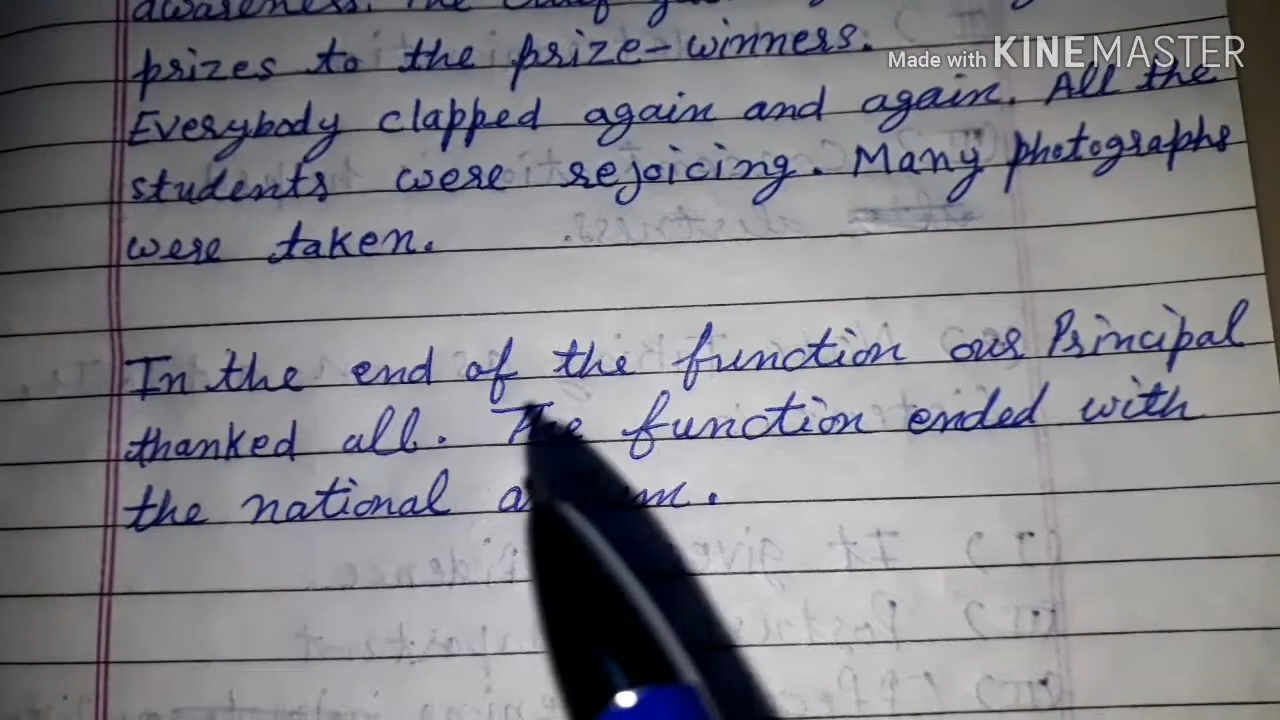 awareness. The
prizes to the prize-winners.
Made with KINEMASTER
Everybody clapped again and again. All the
students were rejoicing. Many photographs
were taken.
In the end of the function our Principal
thanked all. The function ended with
the national